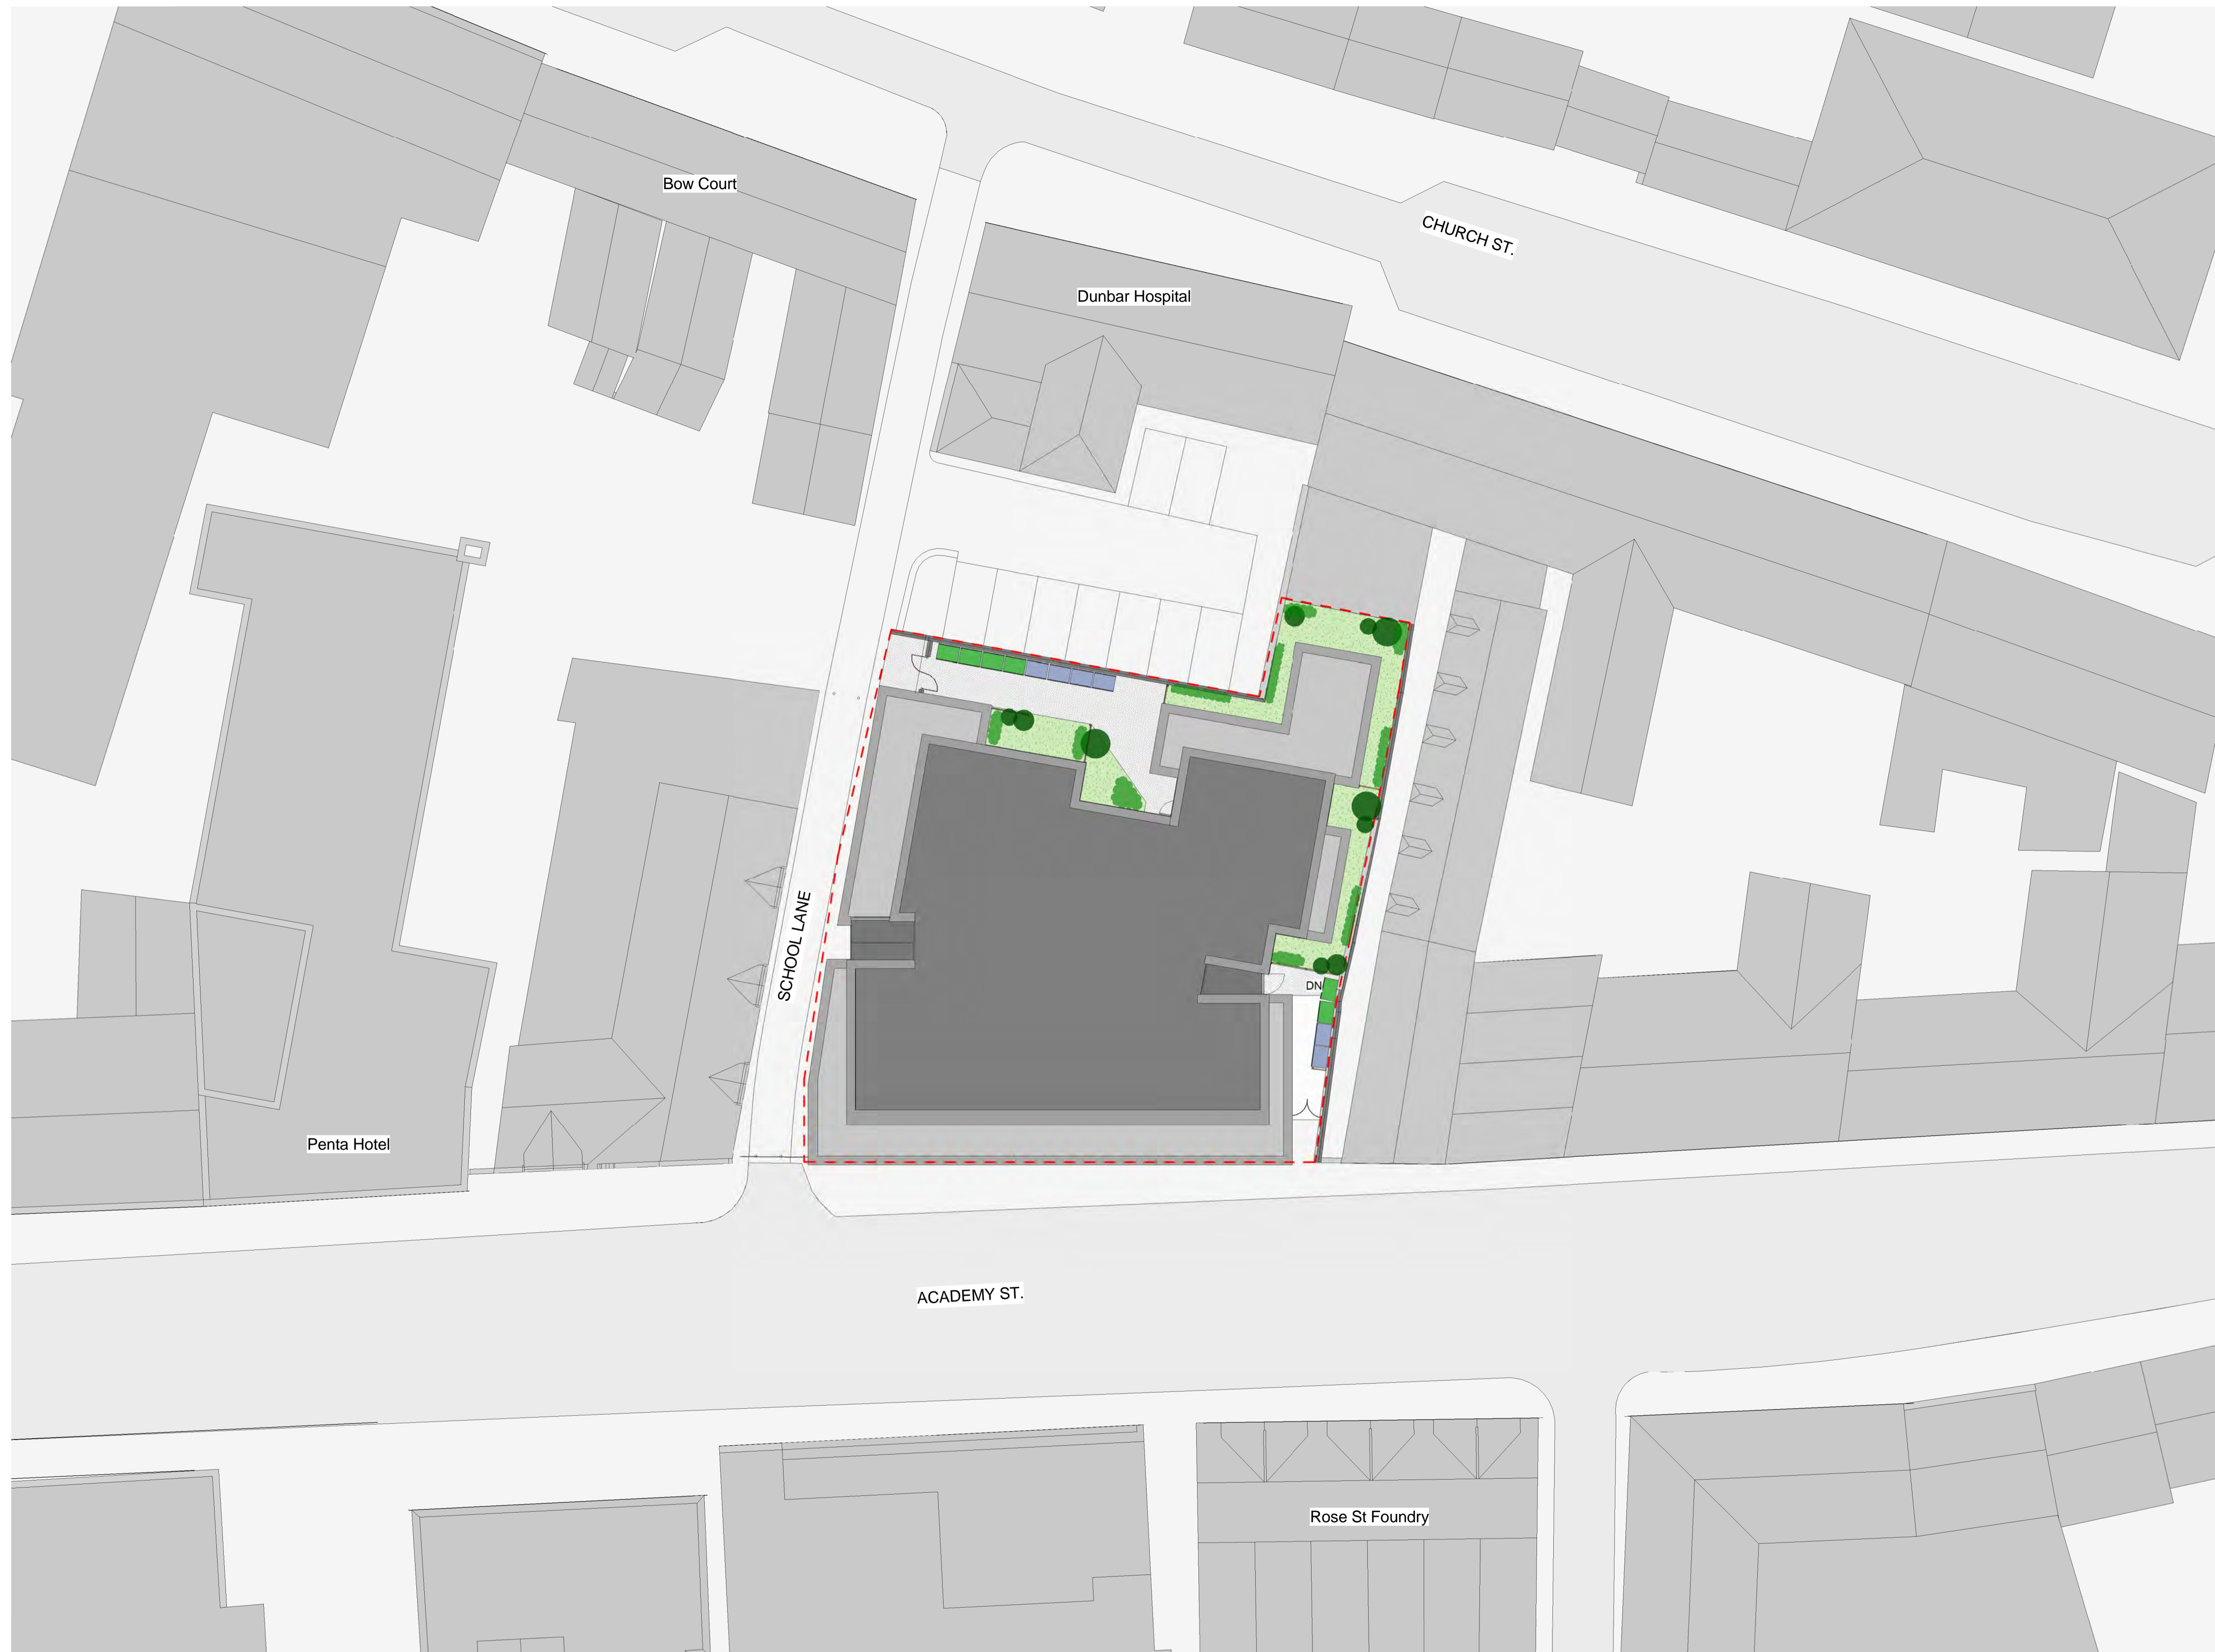 Bow Court
CHURCH ST.
Dunbar Hospital
SCHOOL LANE
DN
Penta Hotel
ACADEMY ST.
Rose St Foundry